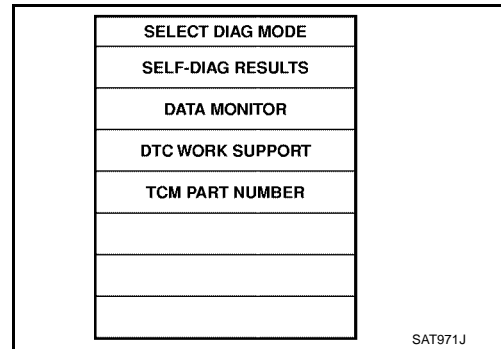 SELECT DIAG MODE
SELF-DIAG RESULTS
DATA MONITOR
DTC WORK SUPPORT
TCM PART NUMBER
SAT971J